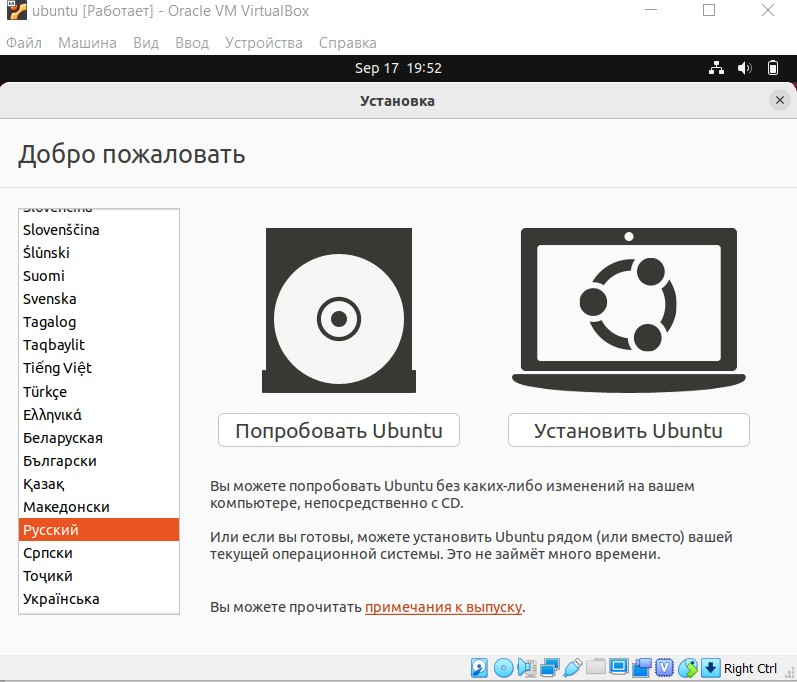 ubuntu [Работает] - Oracle VM VirtualBox
Файл Машина Вид Ввод Устройства Справка
Sep 17 19:52
Установка
Добро пожаловать
Slovenčina
Slovenščina
Ślůnski
Suomi
Svenska
Tagalog
Taqbaylit
Tiếng Việt
Türkçe
Ελληνικά
Беларуская
Български
Қазақ
Македонски
Русский
Српски
Тоҷикӣ
Українська
Попробовать Ubuntu
Установить Ubuntu
Вы можете попробовать Ubuntu без каких-либо изменений на вашем
компьютере, непосредственно с CD.
Или если вы готовы, можете установить Ubuntu рядом (или вместо) вашей
текущей операционной системы. Это не займёт много времени.
Вы можете прочитать примечания к выпуску.
V
Right Ctrl